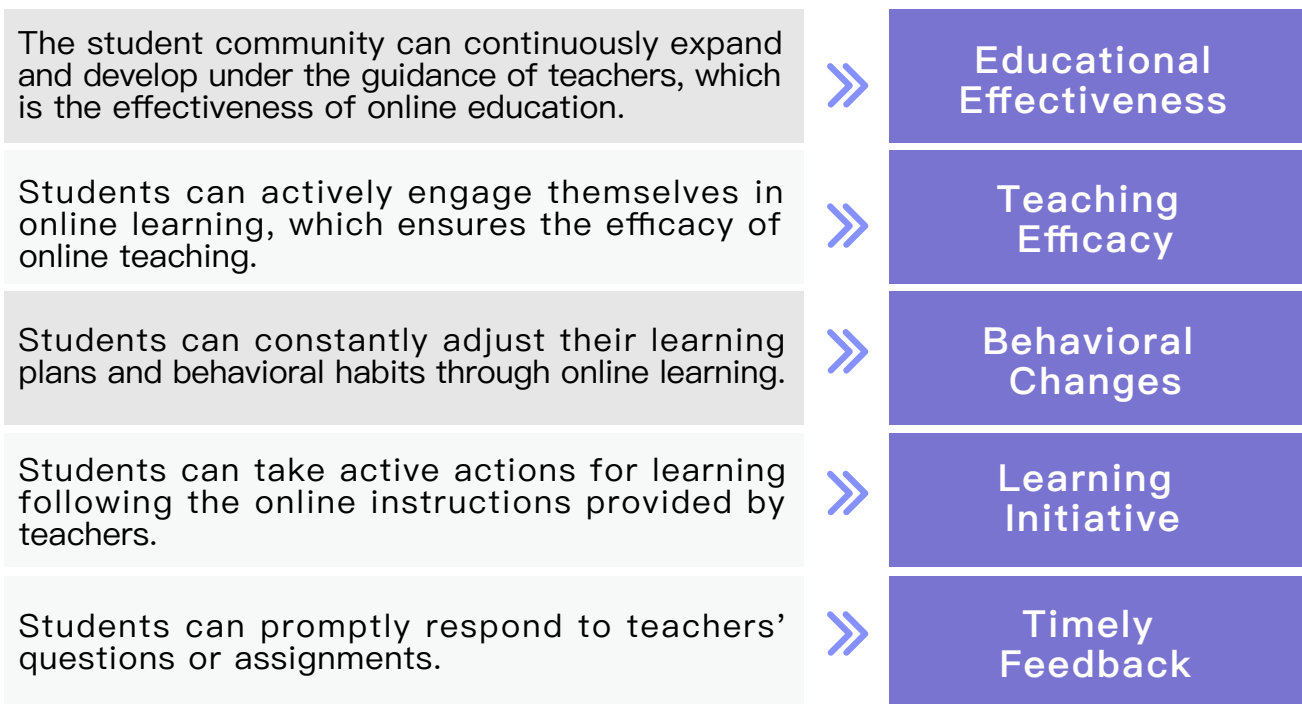 The student community can continuously expand
and develop under the guidance of teachers, which
is the effectiveness of online education.
Educational
Effectiveness
Students can actively engage themselves in
online learning, which ensures the efficacy of
online teaching.
Teaching
Efficacy
Students can constantly adjust their learning
plans and behavioral habits through online learning.
Behavioral
Changes
Students can take active actions for learning
following the online instructions provided by
teachers.
Learning
Initiative
Students can promptly respond to teachers’
questions or assignments.
Timely
Feedback